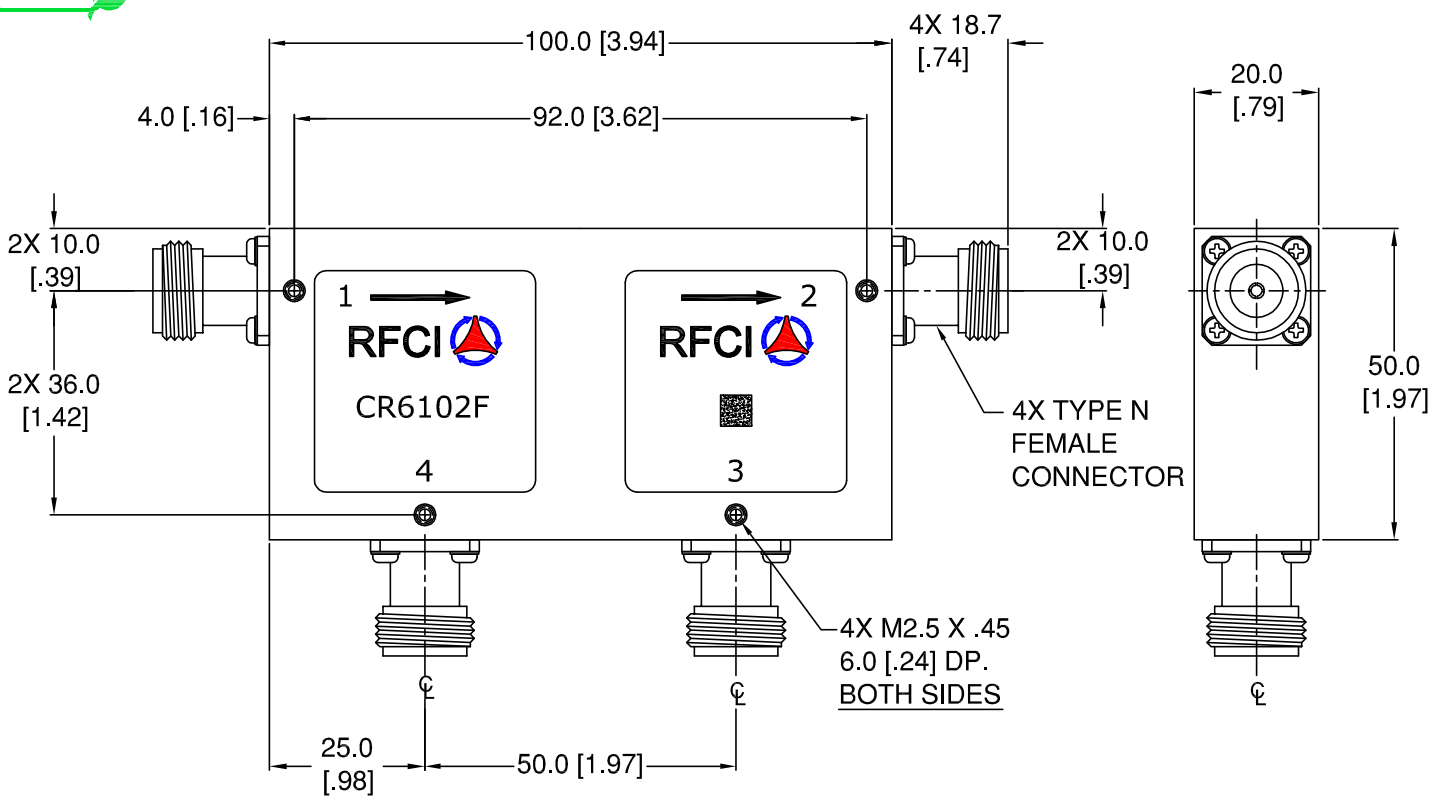 100.0 [3.94]
4X 18.7
[.74]
20.0
[.79]
4.0 [.16]
92.0 [3.62]
2X 10.0
[.39]
2X 10.0
[.39]
1
2
RFCI
RFCI
2X 36.0
[1.42]
CR6102F
50.0
[1.97]
4X TYPE N
FEMALE
CONNECTOR
4
3
4X M2.5 X .45
6.0 [.24] DP.
BOTH SIDES
℄
℄
℄
25.0
[.98]
50.0 [1.97]